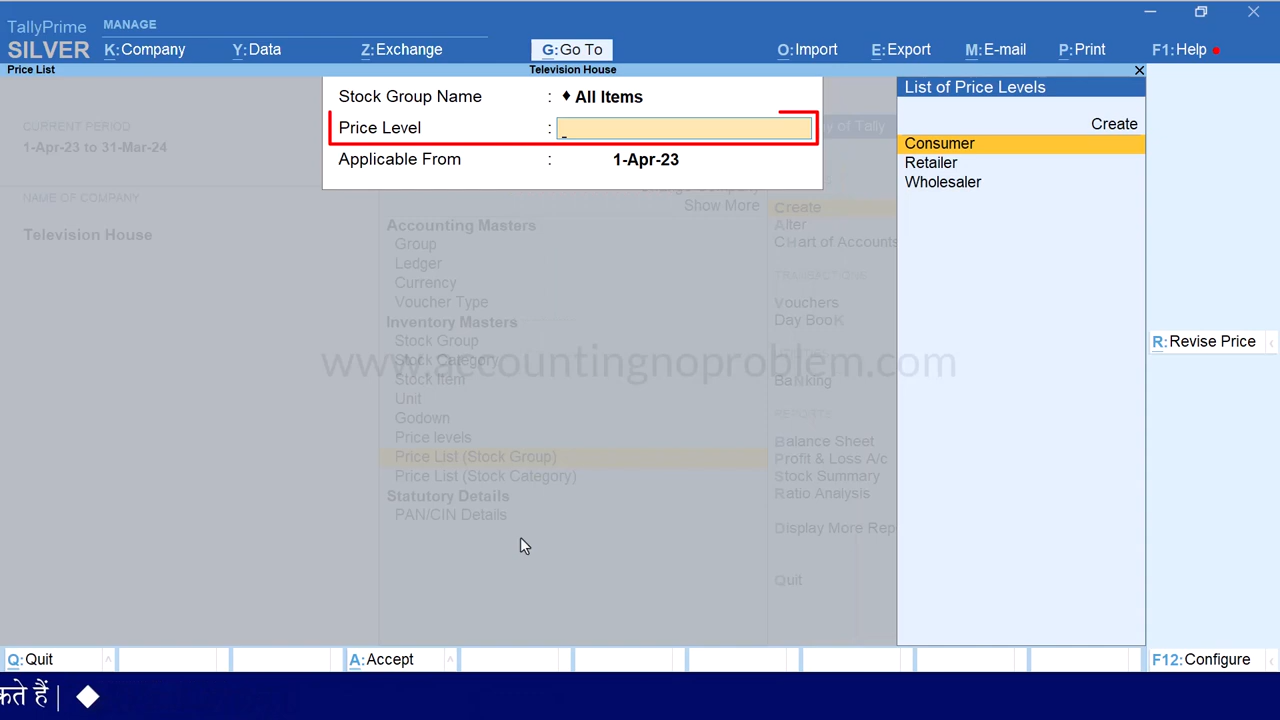 TallyPrime
MANAGE
SILVER
K:Company
Y:Data
Z:Exchange
G:Go To
O:Import
E:Export
M:E-mail
P:Print
F1:Help
Price List
Television House
Stock Group Name : ♦ All Items
Price Level :
Applicable From : 1-Apr-23
List of Price Levels
Create
Consumer
Retailer
Wholesaler
CURRENT PERIOD
1-Apr-23 to 31-Mar-24
NAME OF COMPANY
Television House
Show More
Accounting Masters
Group
Ledger
Currency
Voucher Type
Inventory Masters
Stock Group
Stock Category
Stock Item
Unit
Godown
Price levels
Price List (Stock Group)
Price List (Stock Category)
Statutory Details
PAN/CIN Details
of Tally
Create
Alter
CHart of Accounts
TRANSACTIONS
Vouchers
Day BooK
BaNking
REPORTS
Balance Sheet
Profit & Loss A/c
Stock Summary
Ratio Analysis
Display More Rep
Quit
www.accountingnoproblem.com
R:Revise Price
Q:Quit
A:Accept
F12:Configure
कते हैं | ◆